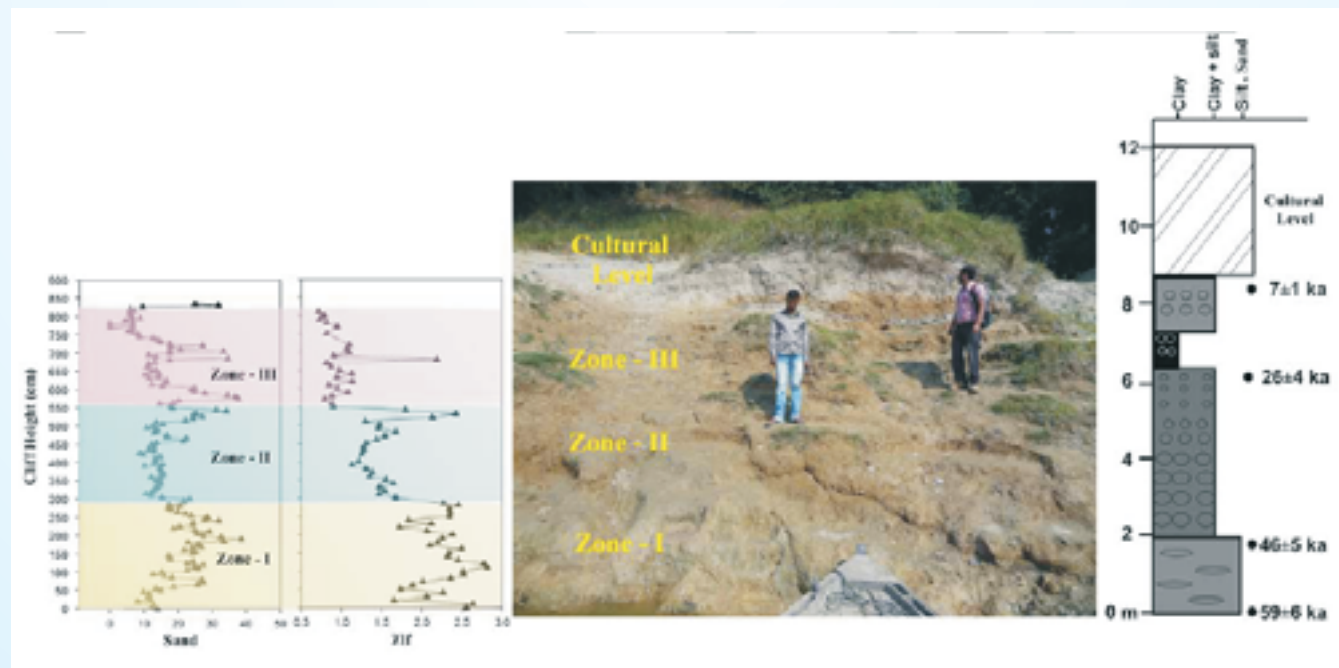 Cliff Height (cm)
900
850
800
750
700
650
600
550
500
450
400
350
300
250
200
150
100
50
0
Zone - III
Zone - II
Zone - I
0 10 20 30 40 50
Sand
0.5 1.0 1.5 2.0 2.5 3.0
Xlf
Cultural
Level
Zone - III
Zone - II
Zone - I
Clay
Clay + silt
Silt, Sand
12
10
8
6
4
2
0 m
Cultural
Level
7±1 ka
26±4 ka
46±5 ka
59±6 ka